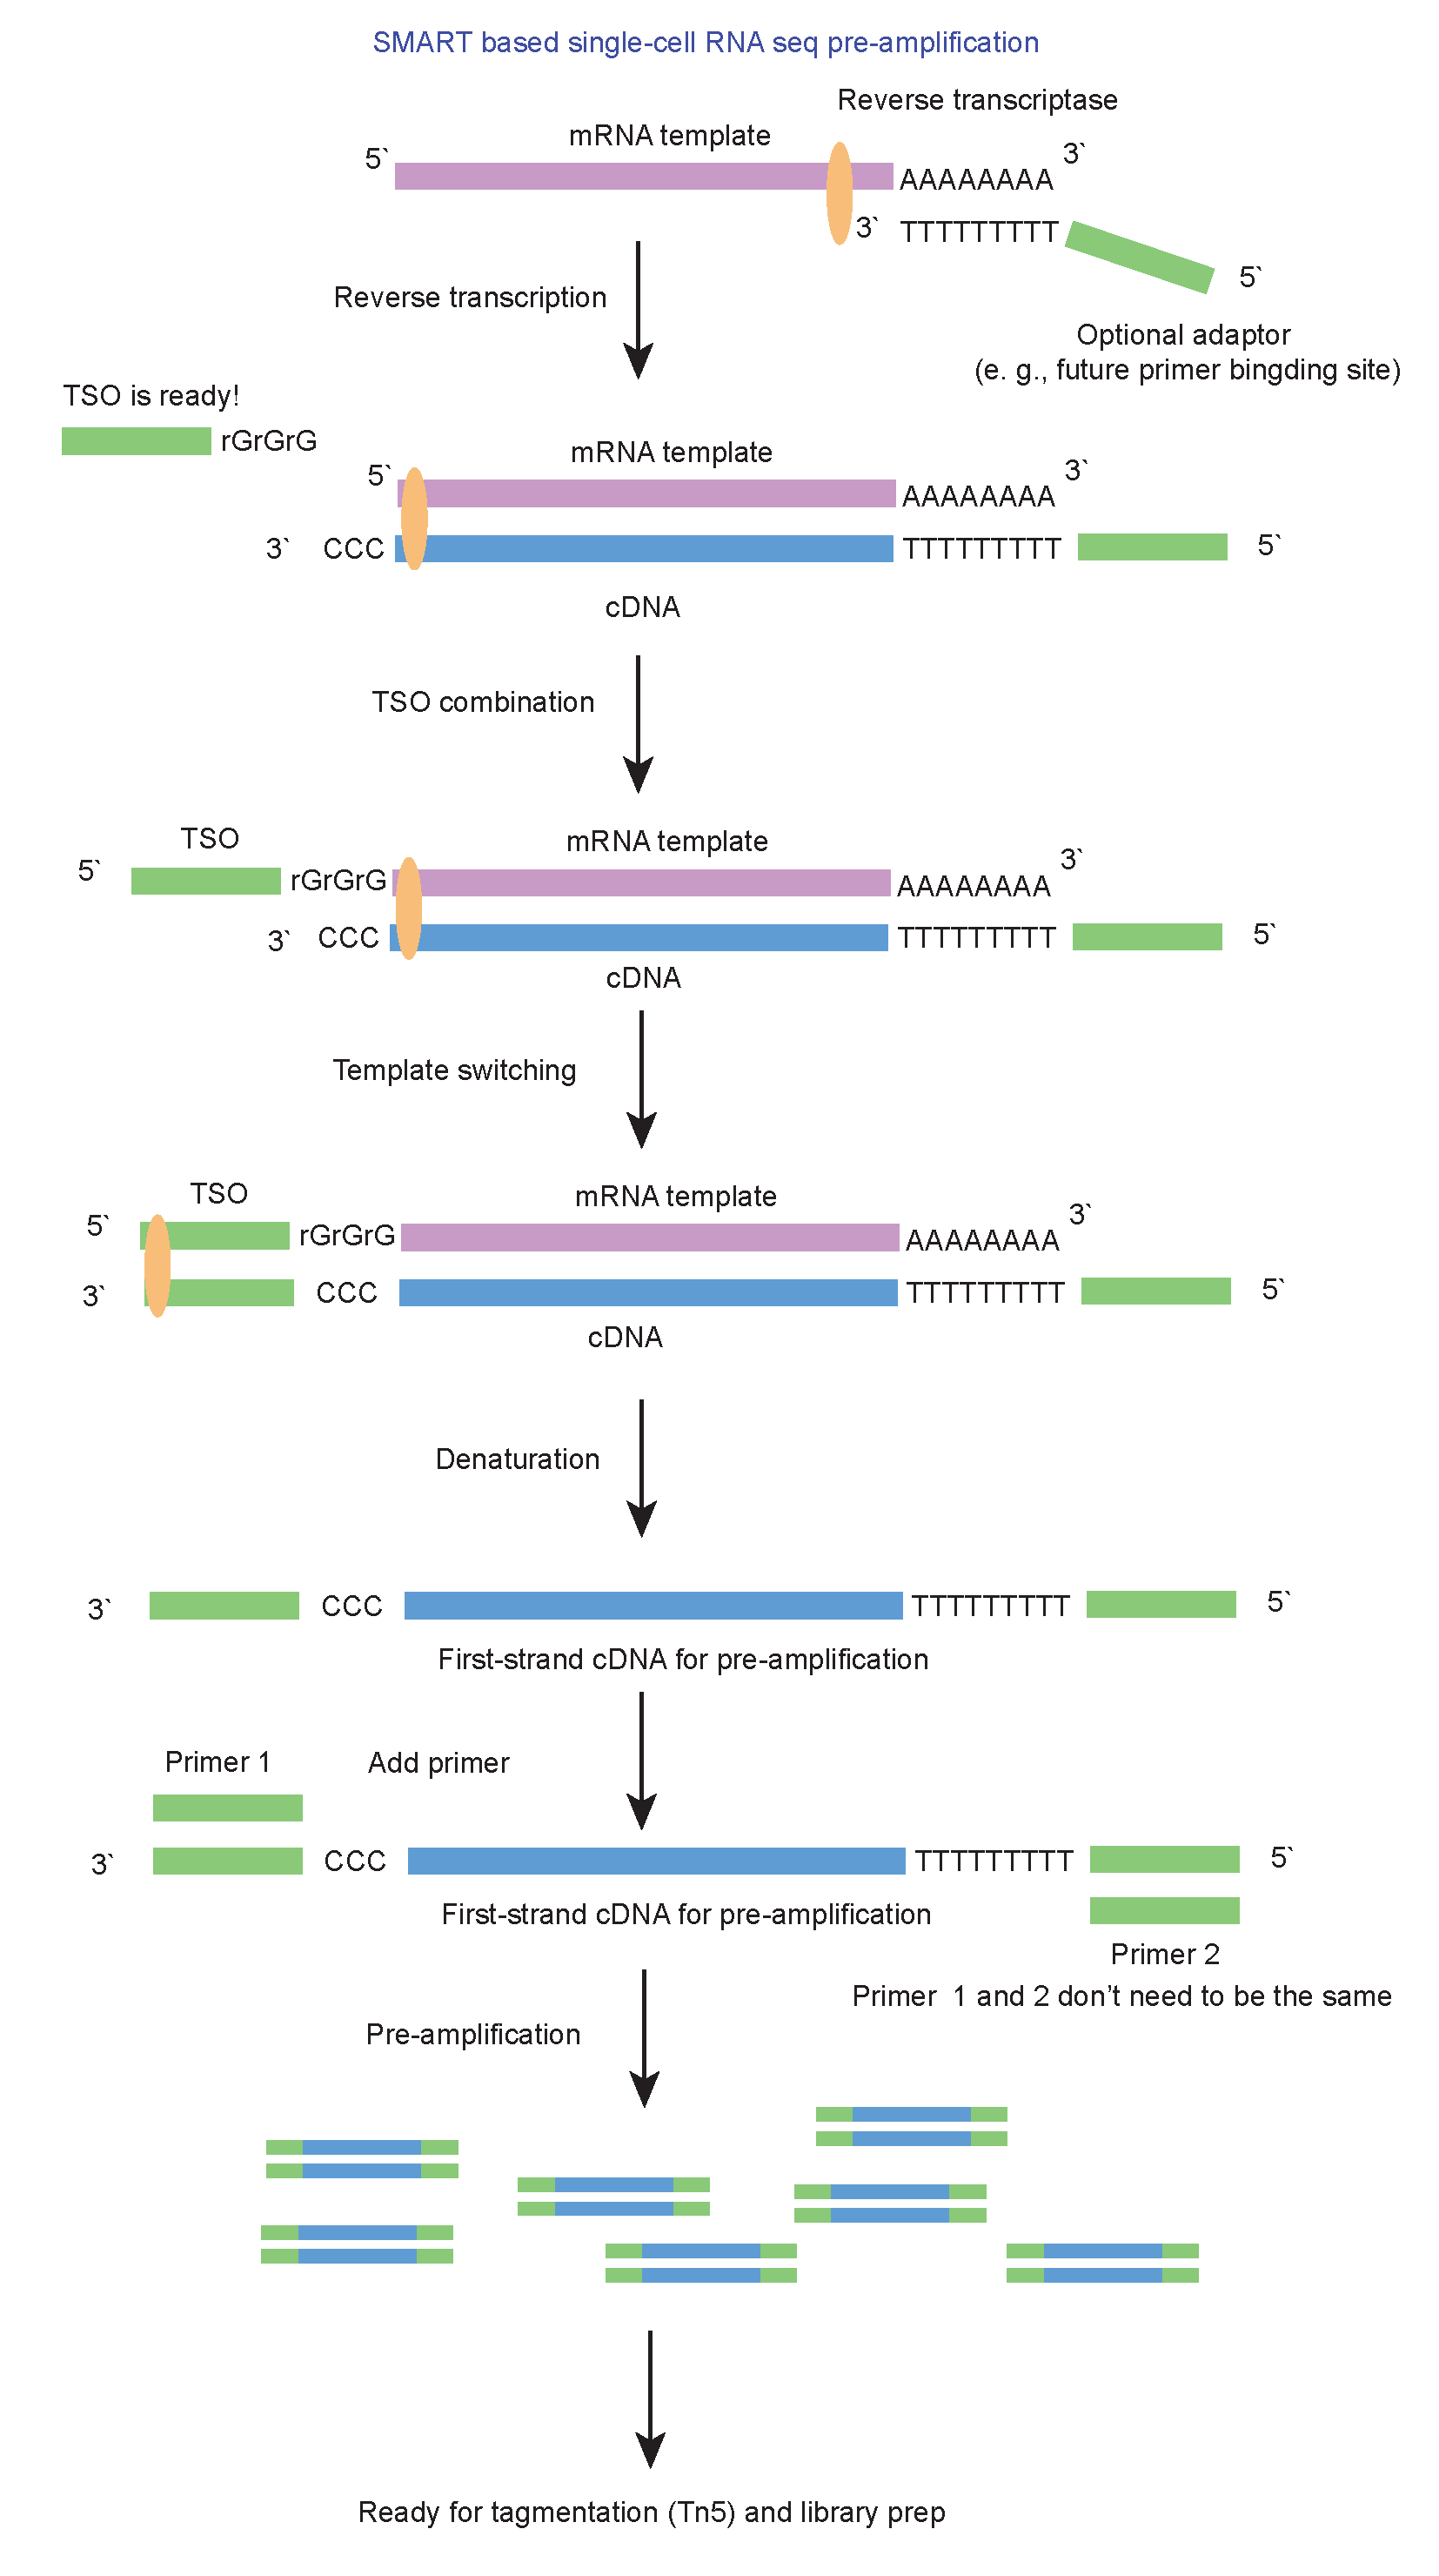 SMART based single-cell RNA seq pre-amplification
Reverse transcriptase
mRNA template
5` AAAAAAAA 3`
3` TTTTTTTTT 5`
Reverse transcription
Optional adaptor
(e. g., future primer bingding site)
TSO is ready!
rGrGrG
mRNA template
5` AAAAAAAA 3`
3` CCC TTTTTTTTT 5`
cDNA
TSO combination
TSO
mRNA template
5` rGrGrG AAAAAAAA 3`
3` CCC TTTTTTTTT 5`
cDNA
Template switching
TSO
mRNA template
5` rGrGrG AAAAAAAA 3`
3` CCC TTTTTTTTT 5`
cDNA
Denaturation
3` CCC TTTTTTTTT 5`
First-strand cDNA for pre-amplification
Primer 1
Add primer
3` CCC TTTTTTTTT 5`
First-strand cDNA for pre-amplification
Primer 2
Primer 1 and 2 don’t need to be the same
Pre-amplification
Ready for tagmentation (Tn5) and library prep